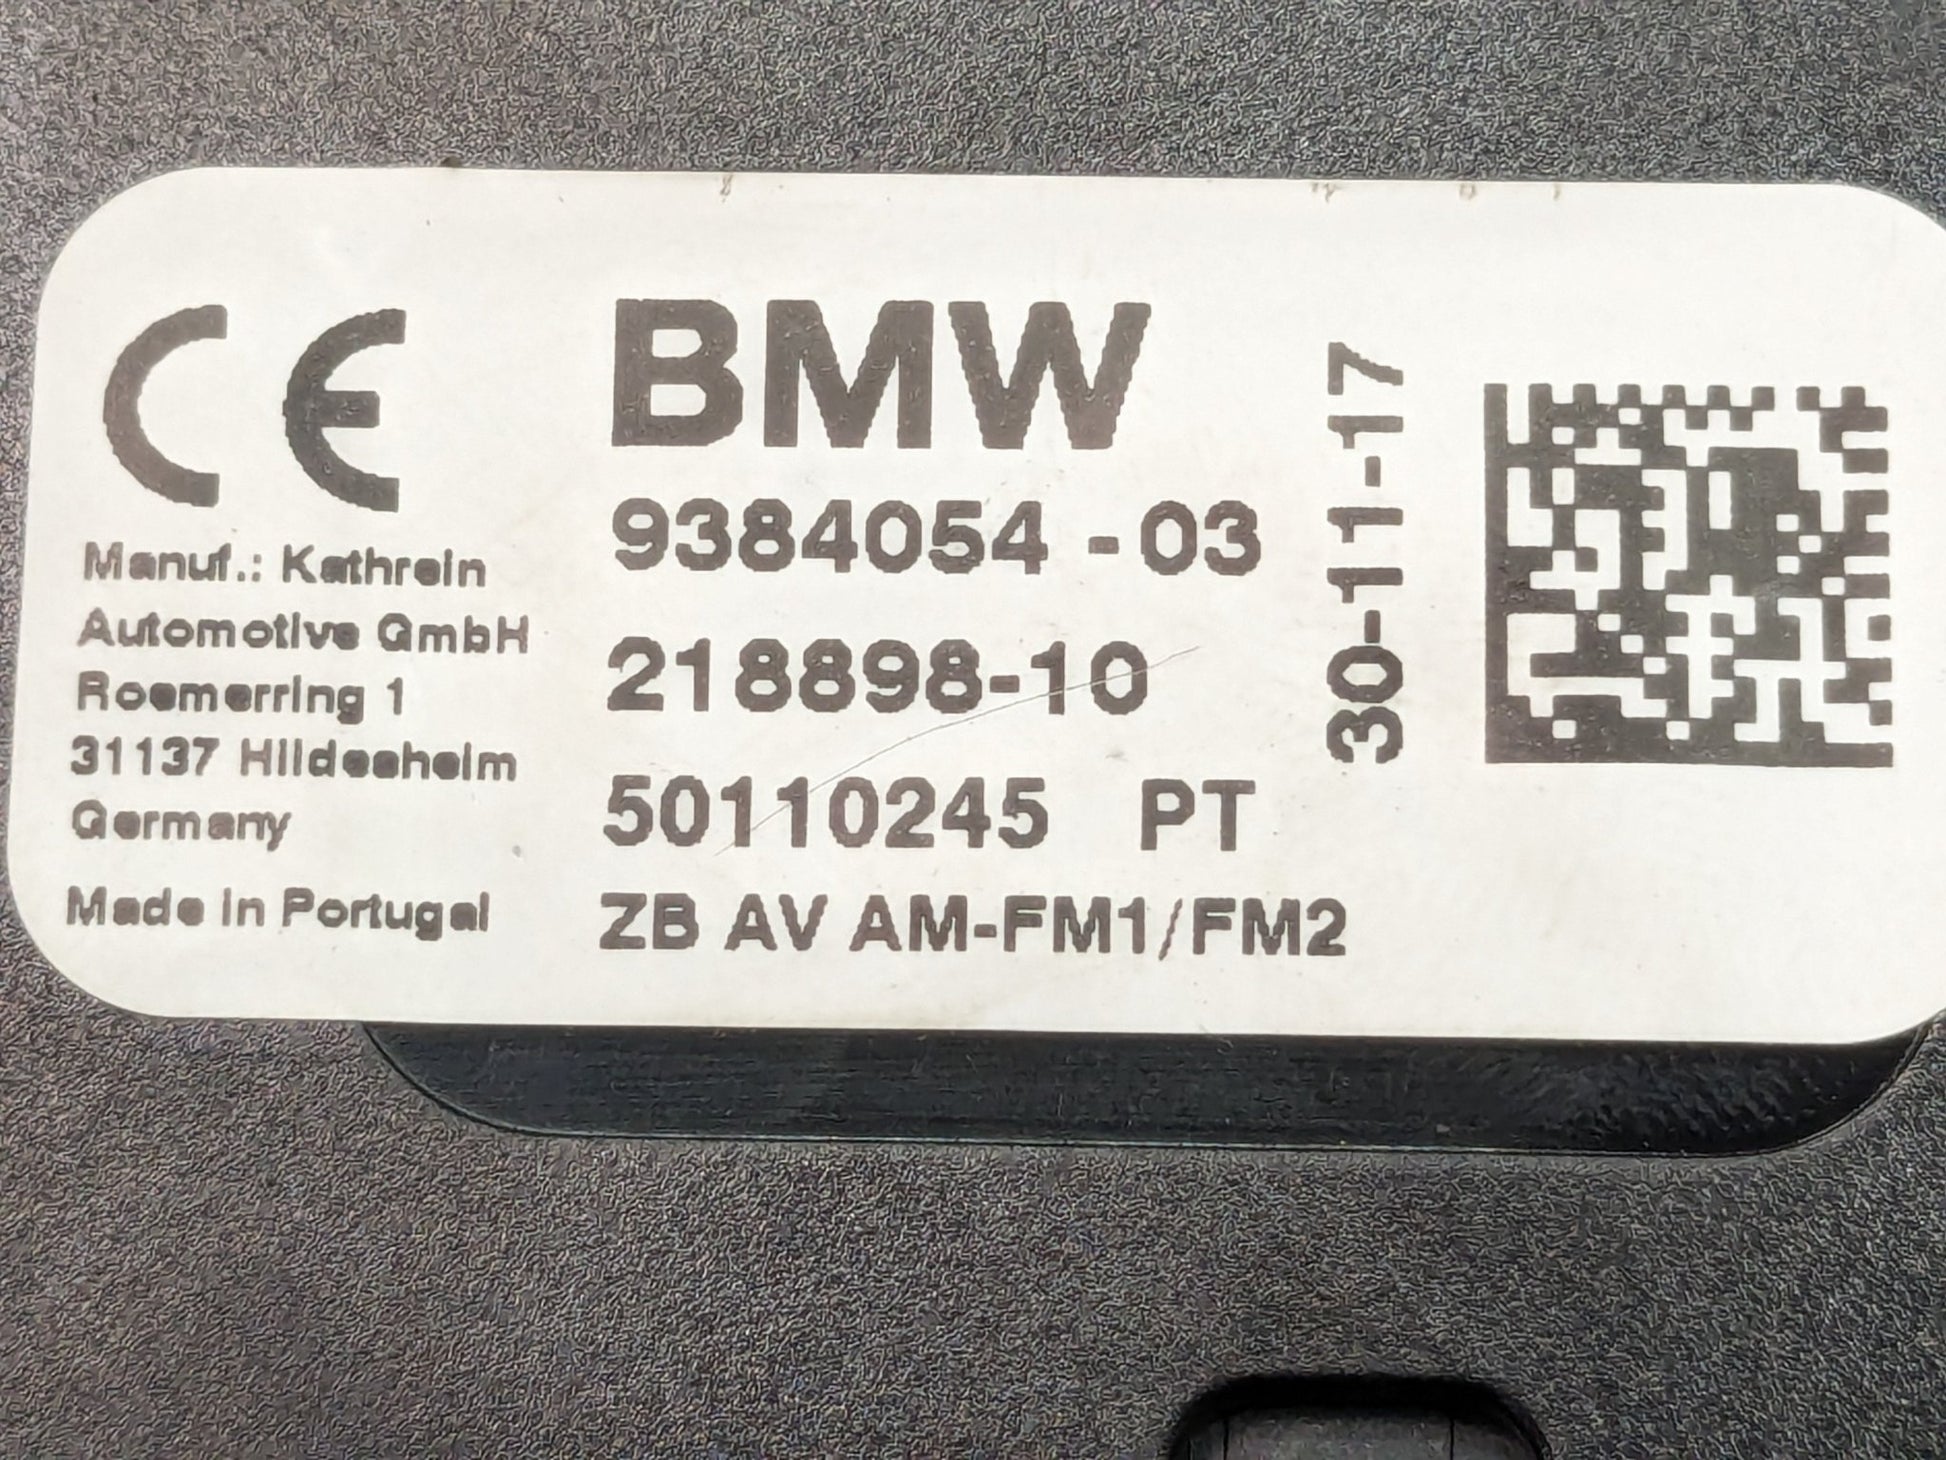 CE
Manuf.: Kathrein
Automotive GmbH
Roemerring 1
31137 Hildesheim
Germany
Made in Portugal
BMW
9384054 - 03
218898-10
50110245 PT
ZB AV AM-FM1/FM2
30-11-17